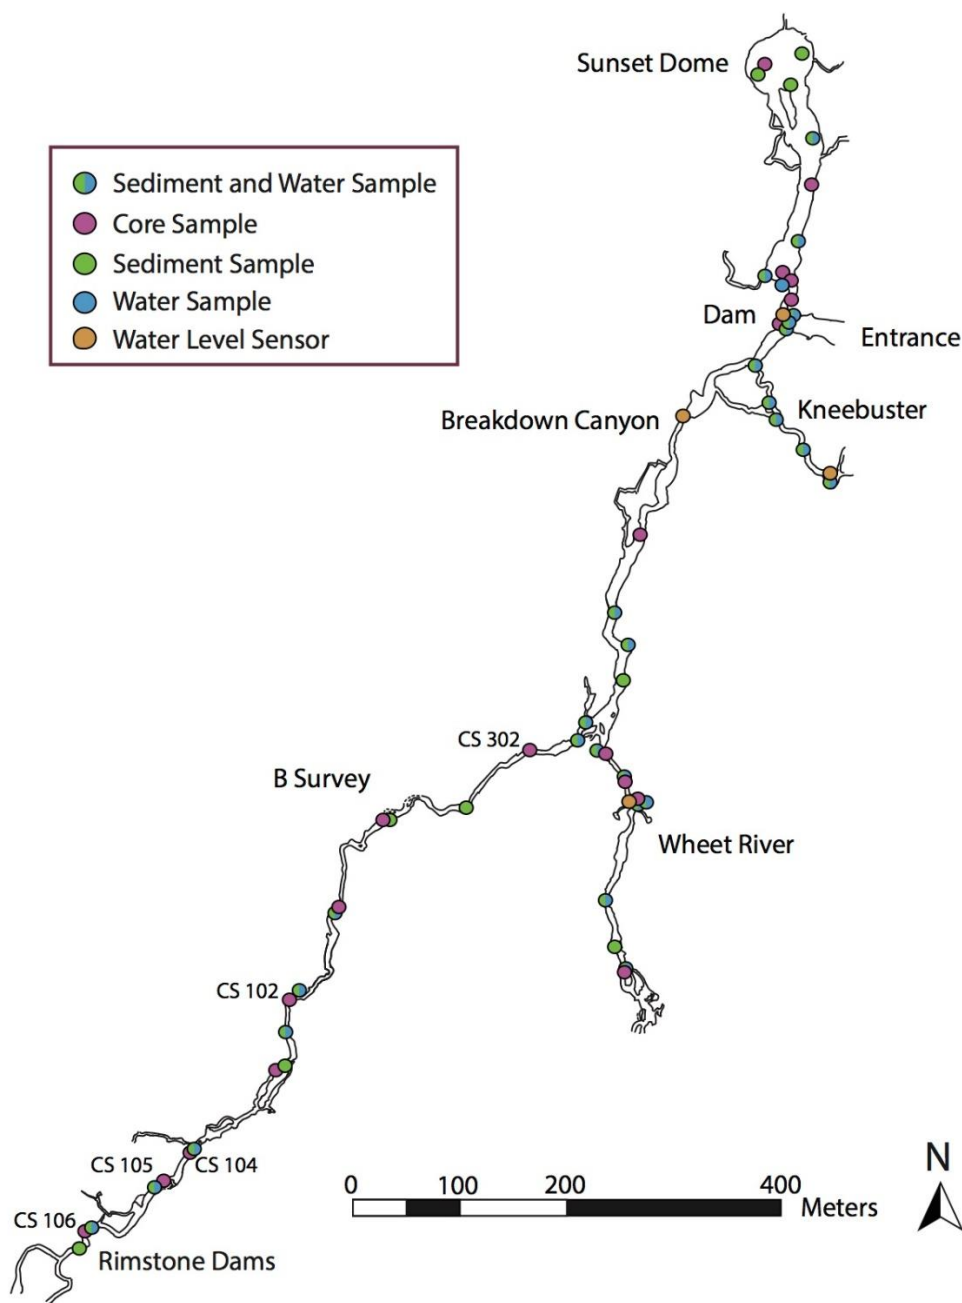 Sunset Dome
Sediment and Water Sample
Core Sample
Sediment Sample
Water Sample
Water Level Sensor
Dam
Entrance
Breakdown Canyon
Kneebuster
CS 302
B Survey
Wheet River
CS 102
CS 105
CS 104
CS 106
Rimstone Dams
0 100 200 400
Meters
N